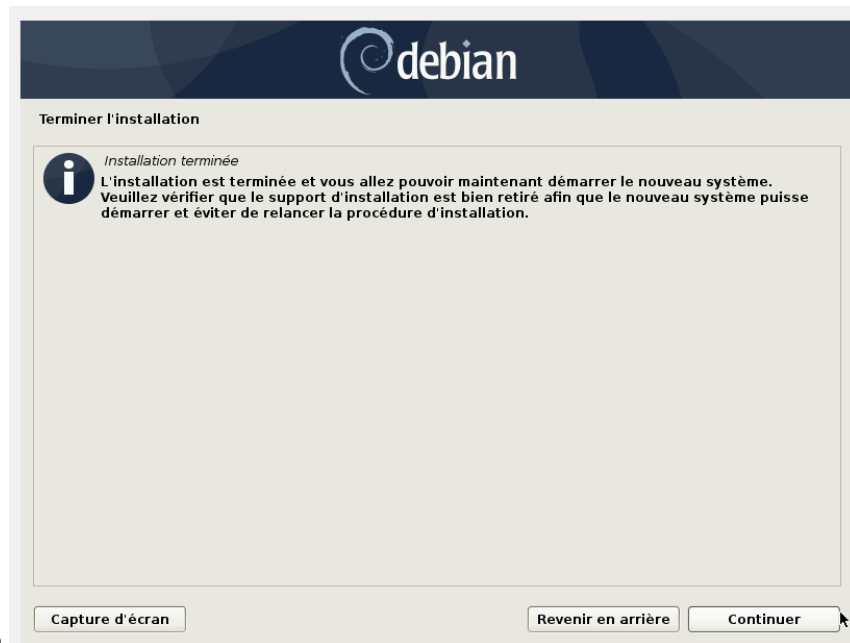 debian
Terminer l'installation
Installation terminée
L'installation est terminée et vous allez pouvoir maintenant démarrer le nouveau système.
Veuillez vérifier que le support d'installation est bien retiré afin que le nouveau système puisse
démarrer et éviter de relancer la procédure d'installation.
Capture d'écran
Revenir en arrière
Continuer